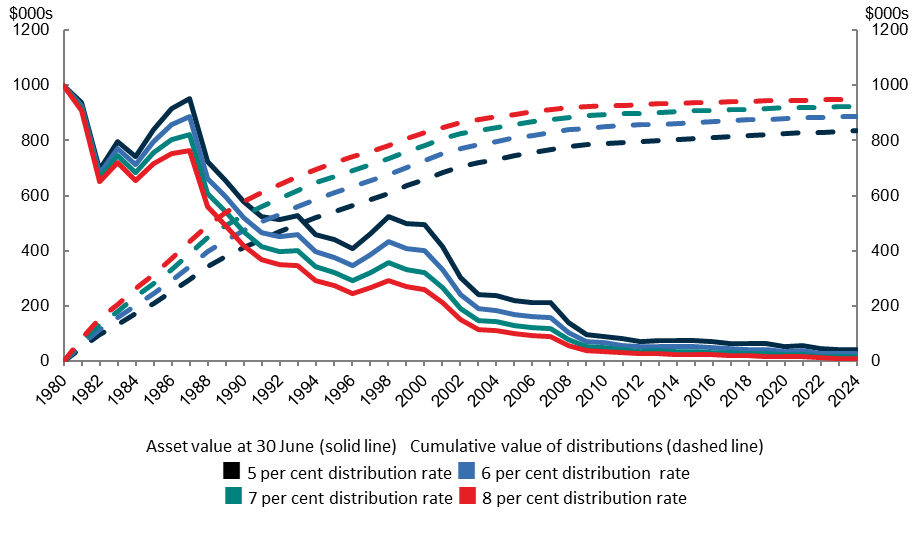 $000s $000s
1200 1200
1000 1000
800 800
600 600
400 400
200 200
0 0
1980 1982 1984 1986 1988 1990 1992 1994 1996 1998 2000 2002 2004 2006 2008 2010 2012 2014 2016 2018 2020 2022 2024
Asset value at 30 June (solid line) Cumulative value of distributions (dashed line)
5 per cent distribution rate 6 per cent distribution rate
7 per cent distribution rate 8 per cent distribution rate